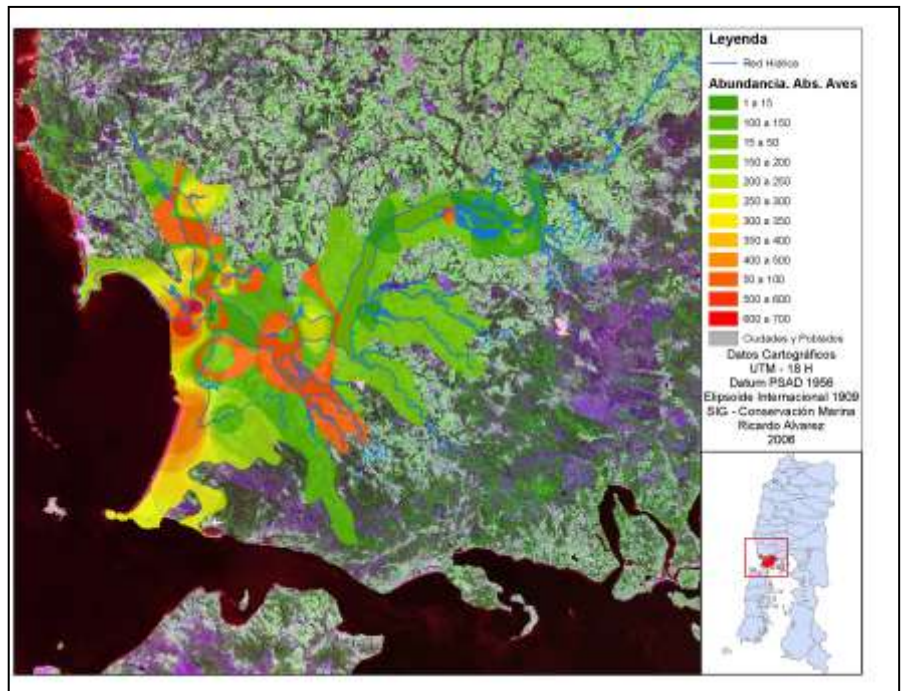 Leyenda
Red Hídrica
Abundancia. Abs. Aves
1 a 15
100 a 150
15 a 50
150 a 200
200 a 250
250 a 300
300 a 350
350 a 400
400 a 500
50 a 100
500 a 600
600 a 700
Ciudades y Poblados
Datos Cartográficos
UTM - 18 H
Datum PSAD 1956
Elipsoide Internacional 1909
SIG - Conservación Marina
Ricardo Alvarez
2006